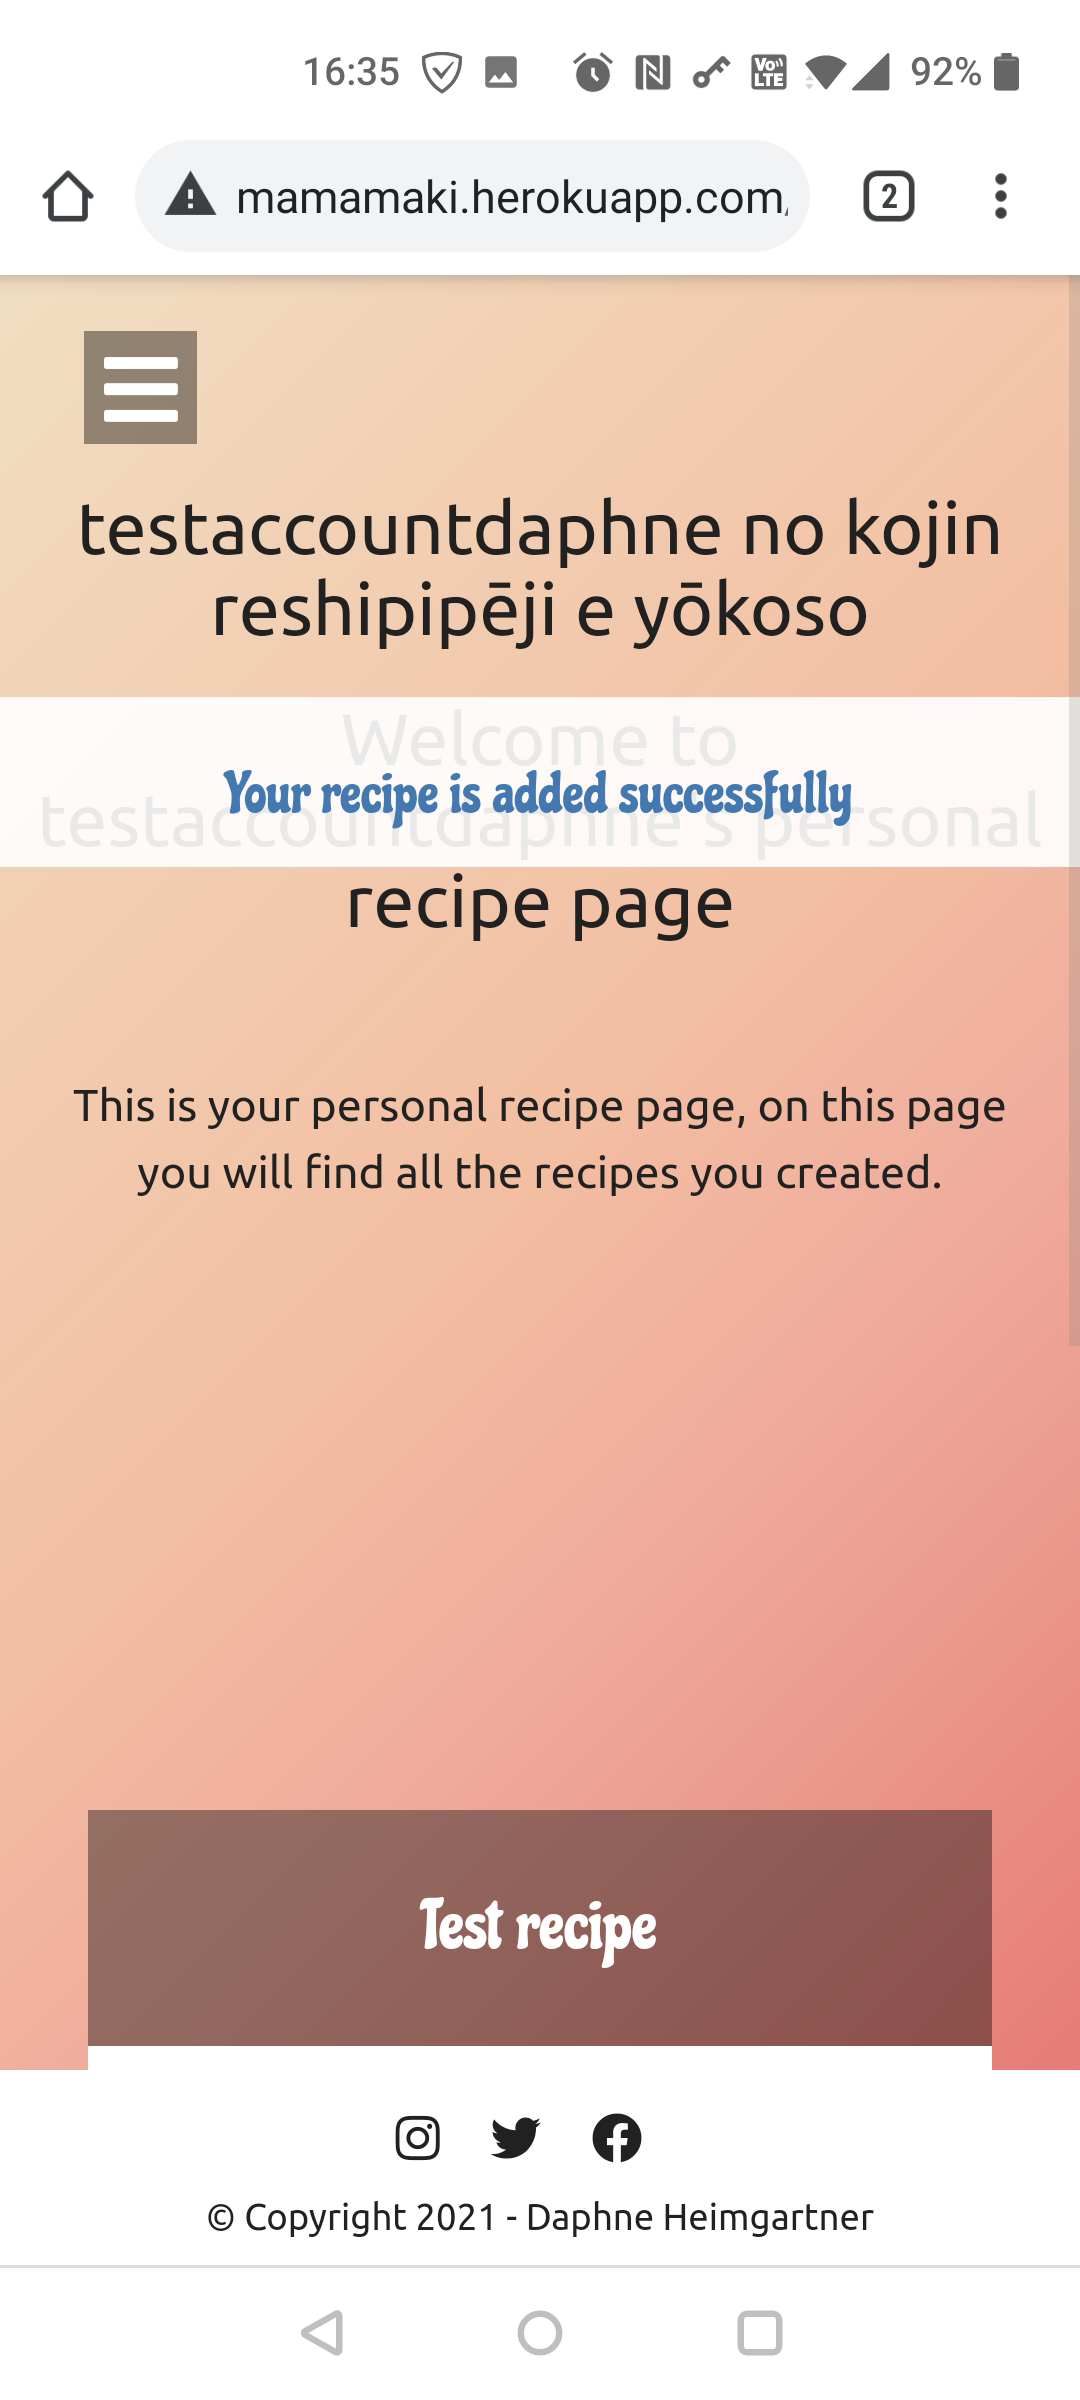 16:35
Vo LTE
92%
mamamaki.herokuapp.com
2
testaccountdaphne no kojin
reshipipēji e yōkoso
Welcome to
Your recipe is added successfully
testaccountdaphne's personal
recipe page
This is your personal recipe page, on this page
you will find all the recipes you created.
Test recipe
© Copyright 2021 - Daphne Heimgartner